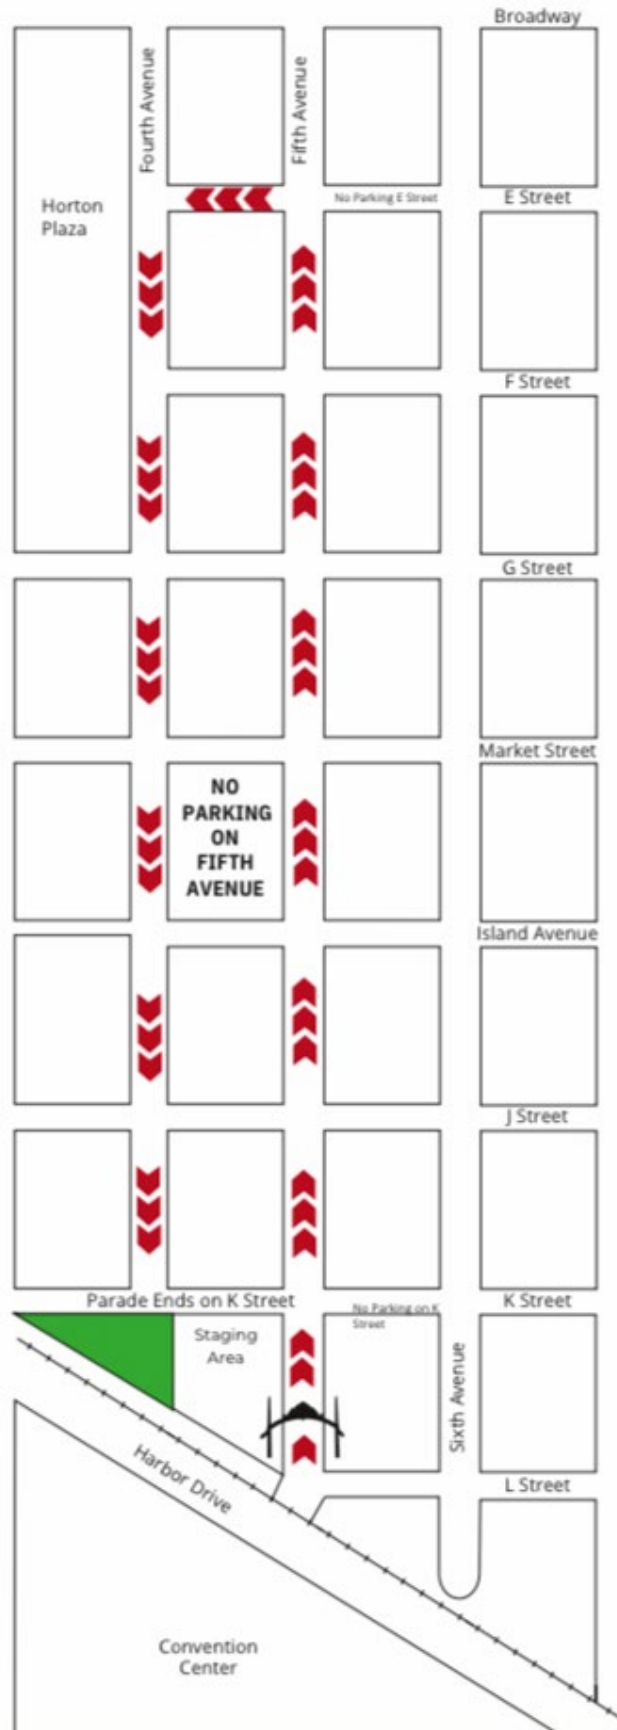 Broadway
Fourth Avenue
Fifth Avenue
Horton
Plaza
No Parking E Street
E Street
F Street
G Street
Market Street
NO
PARKING
ON
FIFTH
AVENUE
Island Avenue
J Street
Parade Ends on K Street
No Parking on K
Street
K Street
Staging
Area
Sixth Avenue
Harbor Drive
L Street
Convention
Center